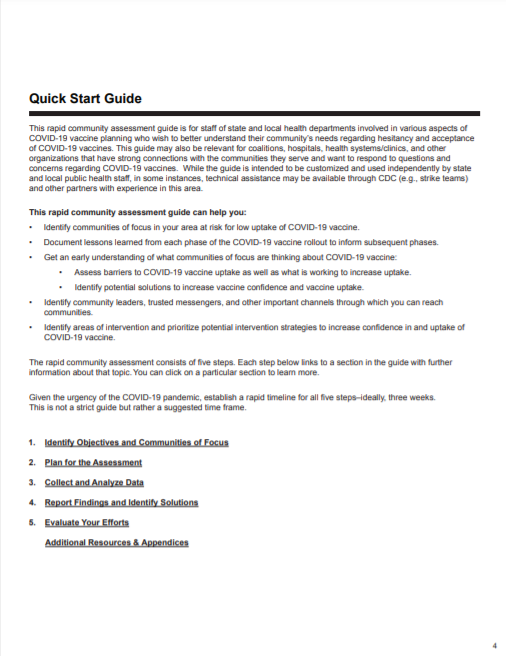 Quick Start Guide
This rapid community assessment guide is for staff of state and local health departments involved in various aspects of
COVID-19 vaccine planning who wish to better understand their community's needs regarding hesitancy and acceptance
of COVID-19 vaccines. This guide may also be relevant for coalitions, hospitals, health systems/clinics, and other
organizations that have strong connections with the communities they serve and want to respond to questions and
concerns regarding COVID-19 vaccines. While the guide is intended to be customized and used independently by state
and local public health staff, in some instances, technical assistance may be available through CDC (e.g., strike teams)
and other partners with experience in this area.
This rapid community assessment guide can help you:
• Identify communities of focus in your area at risk for low uptake of COVID-19 vaccine.
• Document lessons learned from each phase of the COVID-19 vaccine rollout to inform subsequent phases.
• Get an early understanding of what communities of focus are thinking about COVID-19 vaccine:
• Assess barriers to COVID-19 vaccine uptake as well as what is working to increase uptake.
• Identify potential solutions to increase vaccine confidence and vaccine uptake.
• Identify community leaders, trusted messengers, and other important channels through which you can reach
communities.
• Identify areas of intervention and prioritize potential intervention strategies to increase confidence in and uptake of
COVID-19 vaccine.
The rapid community assessment consists of five steps. Each step below links to a section in the guide with further
information about that topic. You can click on a particular section to learn more.
Given the urgency of the COVID-19 pandemic, establish a rapid timeline for all five steps–ideally, three weeks.
This is not a strict guide but rather a suggested time frame.
1. Identify Objectives and Communities of Focus
2. Plan for the Assessment
3. Collect and Analyze Data
4. Report Findings and Identify Solutions
5. Evaluate Your Efforts
Additional Resources & Appendices
4